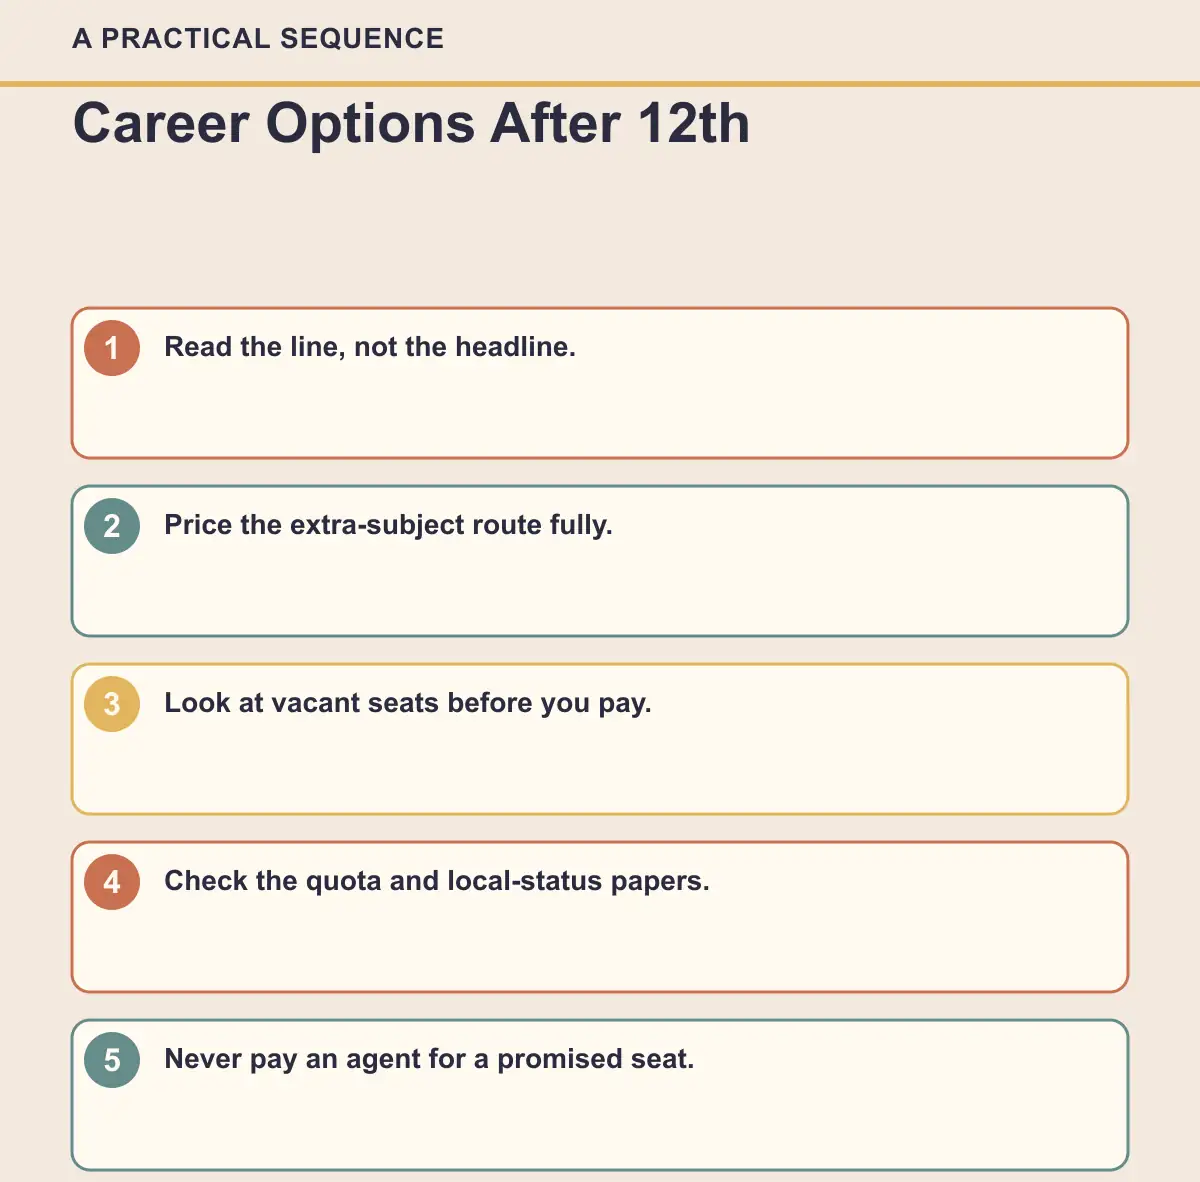 A PRACTICAL SEQUENCE
Career Options After 12th
1 Read the line, not the headline.
2 Price the extra-subject route fully.
3 Look at vacant seats before you pay.
4 Check the quota and local-status papers.
5 Never pay an agent for a promised seat.